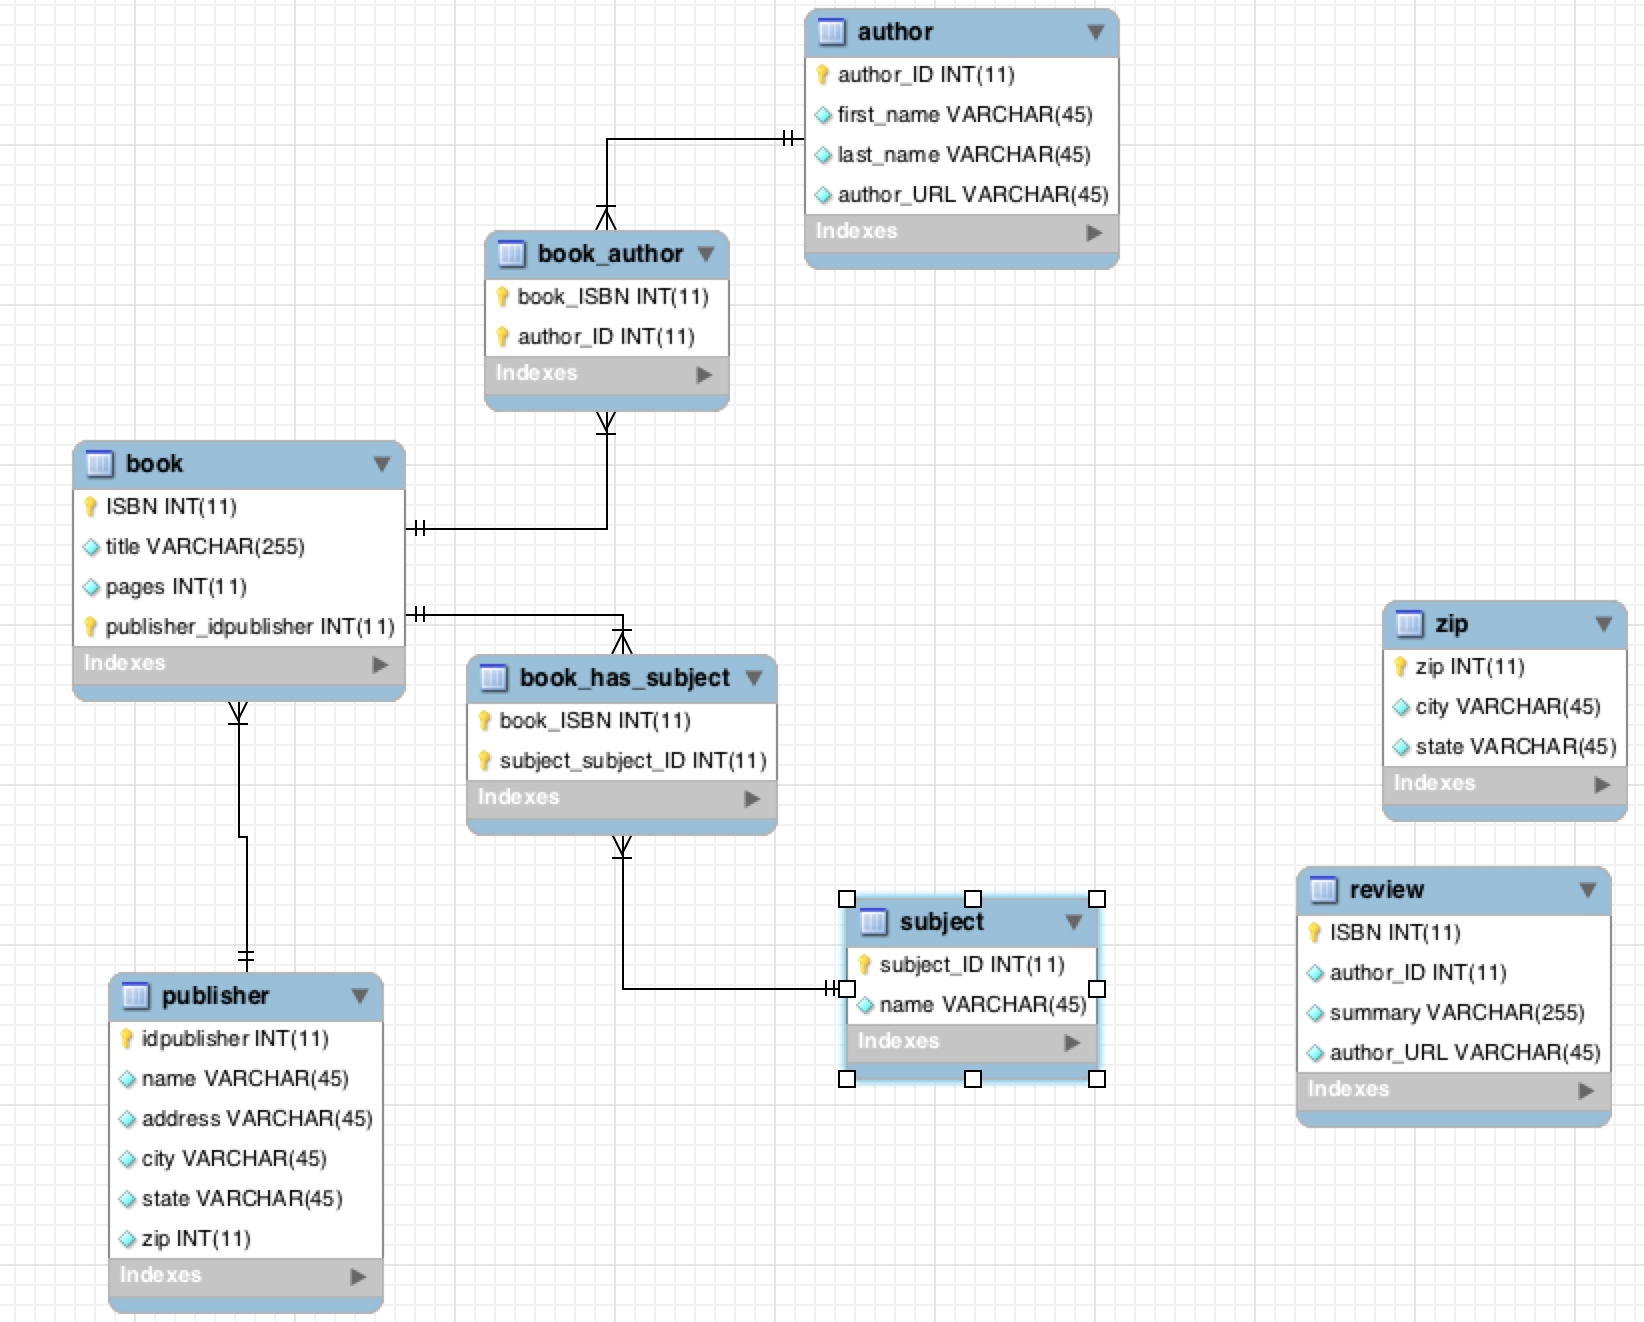 author
author_ID INT(11)
first_name VARCHAR(45)
last_name VARCHAR(45)
author_URL VARCHAR(45)
Indexes
book_author
book_ISBN INT(11)
author_ID INT(11)
Indexes
book
ISBN INT(11)
title VARCHAR(255)
pages INT(11)
publisher_idpublisher INT(11)
Indexes
book_has_subject
book_ISBN INT(11)
subject_subject_ID INT(11)
Indexes
zip
zip INT(11)
city VARCHAR(45)
state VARCHAR(45)
Indexes
subject
subject_ID INT(11)
name VARCHAR(45)
Indexes
review
ISBN INT(11)
author_ID INT(11)
summary VARCHAR(255)
author_URL VARCHAR(45)
Indexes
publisher
idpublisher INT(11)
name VARCHAR(45)
address VARCHAR(45)
city VARCHAR(45)
state VARCHAR(45)
zip INT(11)
Indexes